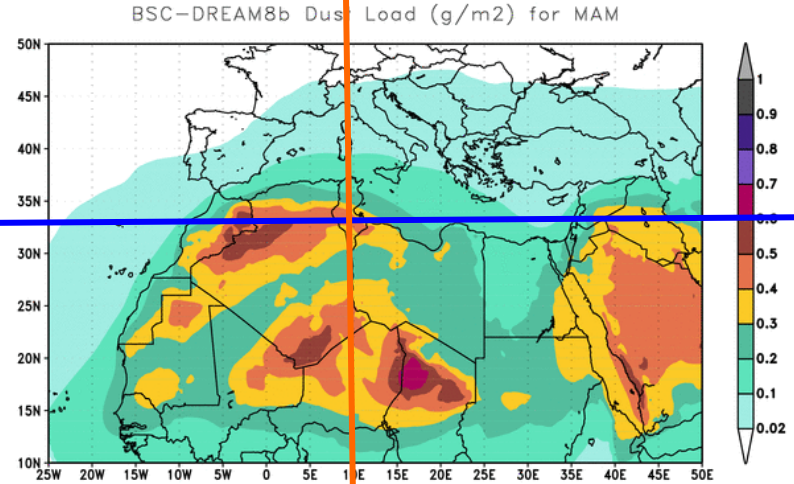 BSC-DREAM8b Dust Load (g/m2) for MAM
50N
45N
40N
35N
30N
25N
20N
15N
10N
25W 20W 15W 10W 5W 0 5E 10E 15E 20E 25E 30E 35E 40E 45E 50E
1
0.9
0.8
0.7
0.6
0.5
0.4
0.3
0.2
0.1
0.02